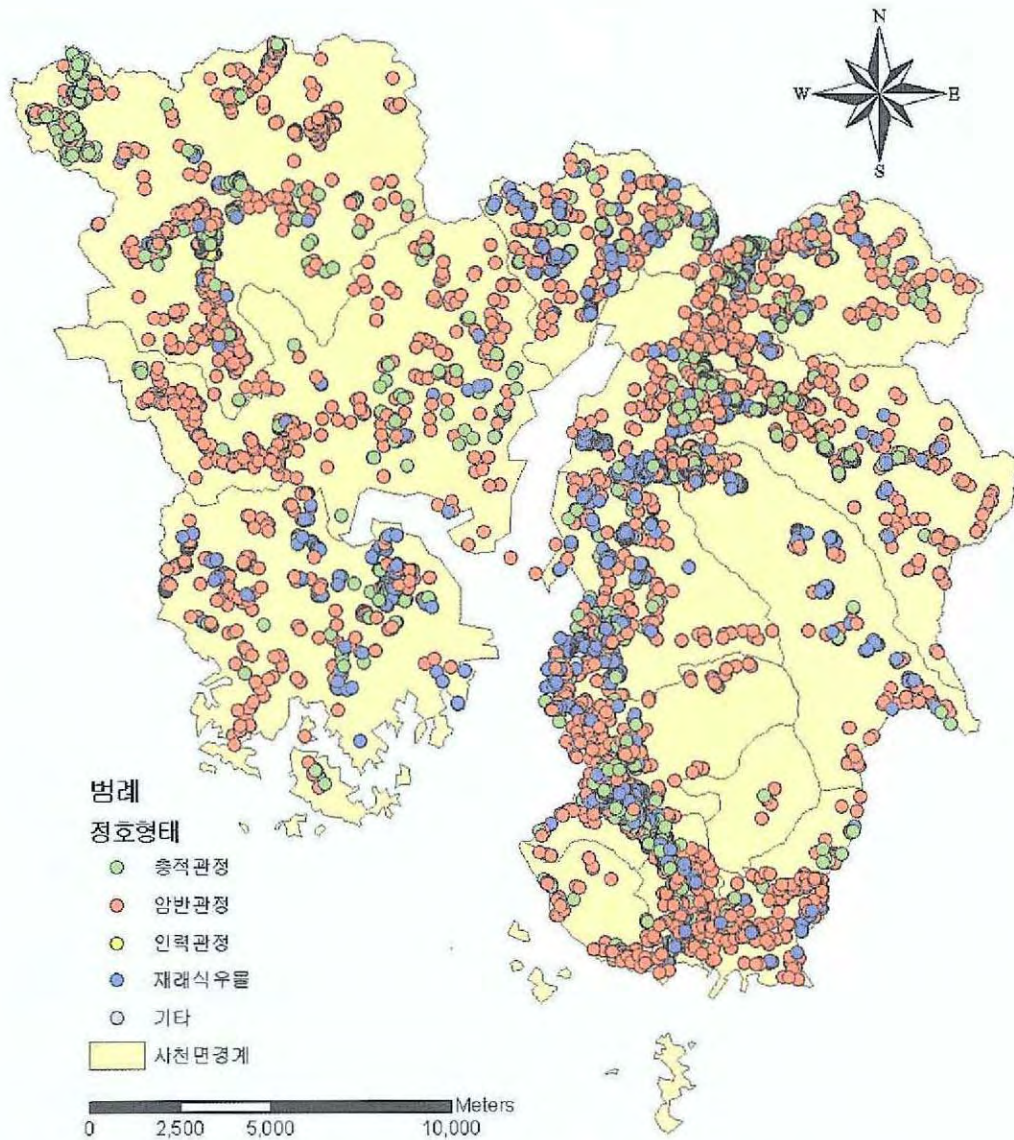 N
W E
S
범례
정호형태
충적관정
암반관정
인력관정
재래식우물
기타
사천면경계
Meters
0 2,500 5,000 10,000